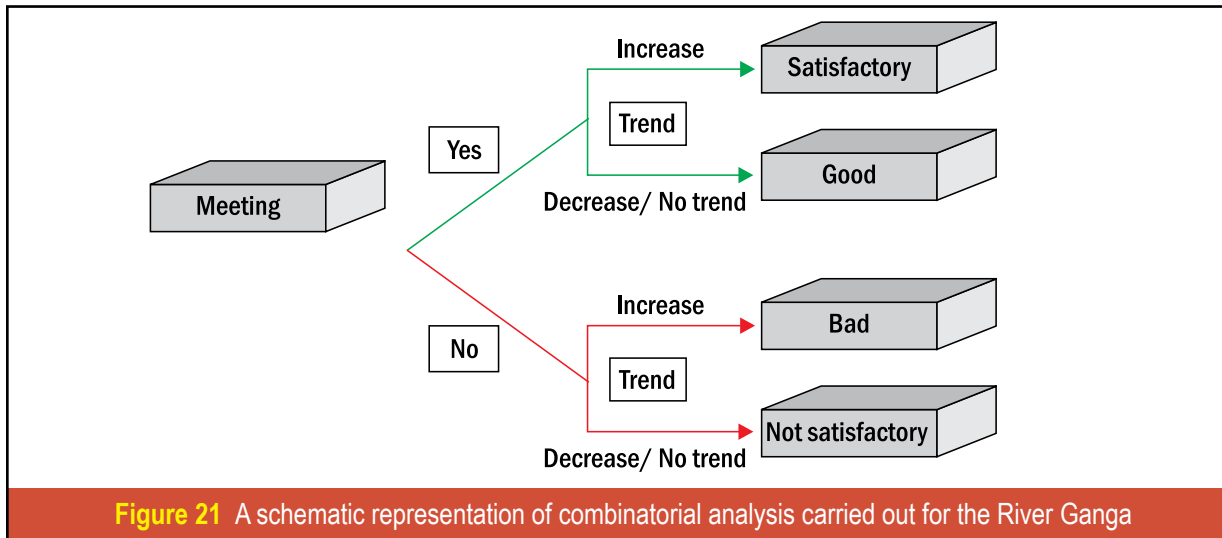 Increase
Satisfactory
Trend
Yes
Good
Decrease/ No trend
Meeting
Increase
Bad
No
Trend
Not satisfactory
Decrease/ No trend
Figure 21 A schematic representation of combinatorial analysis carried out for the River Ganga